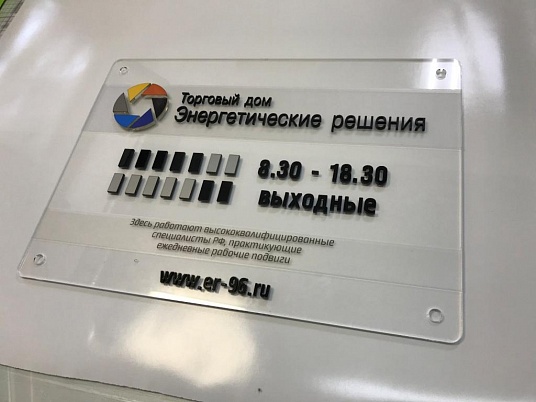 Торговый дом
Энергетические решения
8.30 - 18.30
выходные
Здесь работают высококвалифицированные
специалисты РФ, практикующие
ежедневные рабочие подвиги
www.er-96.ru